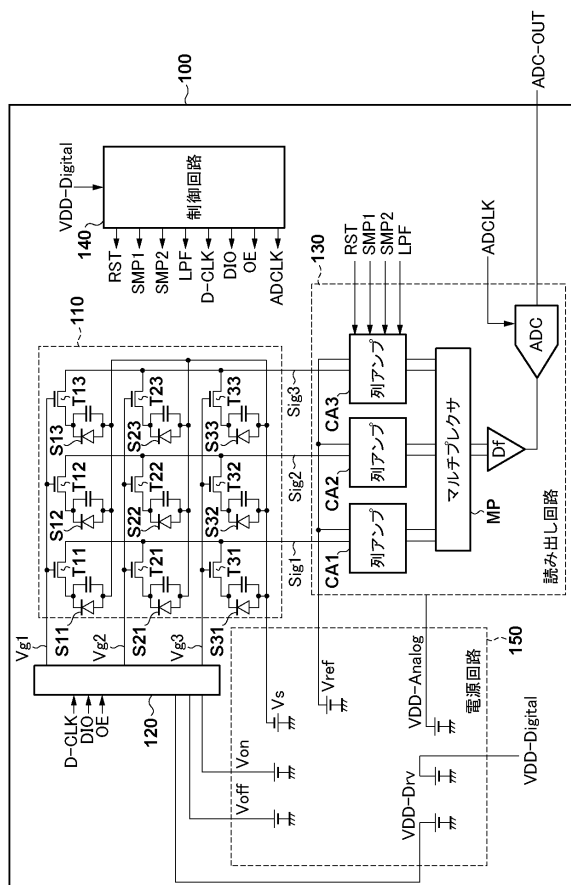 100
ADC-OUT
VDD-Digital
140
制御回路
RST
SMP1
SMP2
LPF
D-CLK
DIO
OE
ADCLK
110
S13
T13
S23
T23
S33
T33
S12
T12
S22
T22
S32
T32
S11
T11
S21
T21
S31
T31
Vg1
Vg2
Vg3
D-CLK
DIO
OE
120
Sig3
Sig2
Sig1
130
RST
SMP1
SMP2
LPF
ADCLK
CA3
列アンプ
CA2
列アンプ
CA1
列アンプ
マルチプレクサ
MP
Df
ADC
読み出し回路
150
電源回路
Vs
Von
Voff
Vref
VDD-Analog
VDD-Drv
VDD-Digital